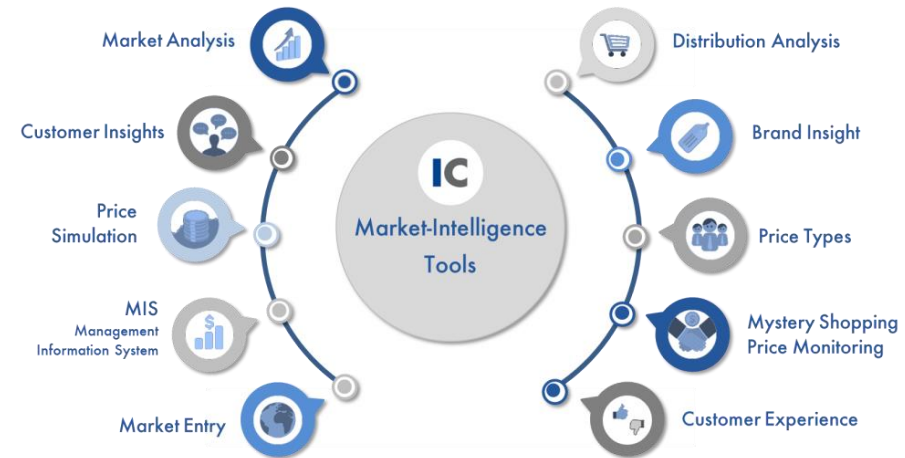 Market Analysis
Customer Insights
Price
Simulation
MIS
Management
Information System
$
Market Entry
IC
Market-Intelligence
Tools
Distribution Analysis
Brand Insight
Price Types
Mystery Shopping
Price Monitoring
Customer Experience